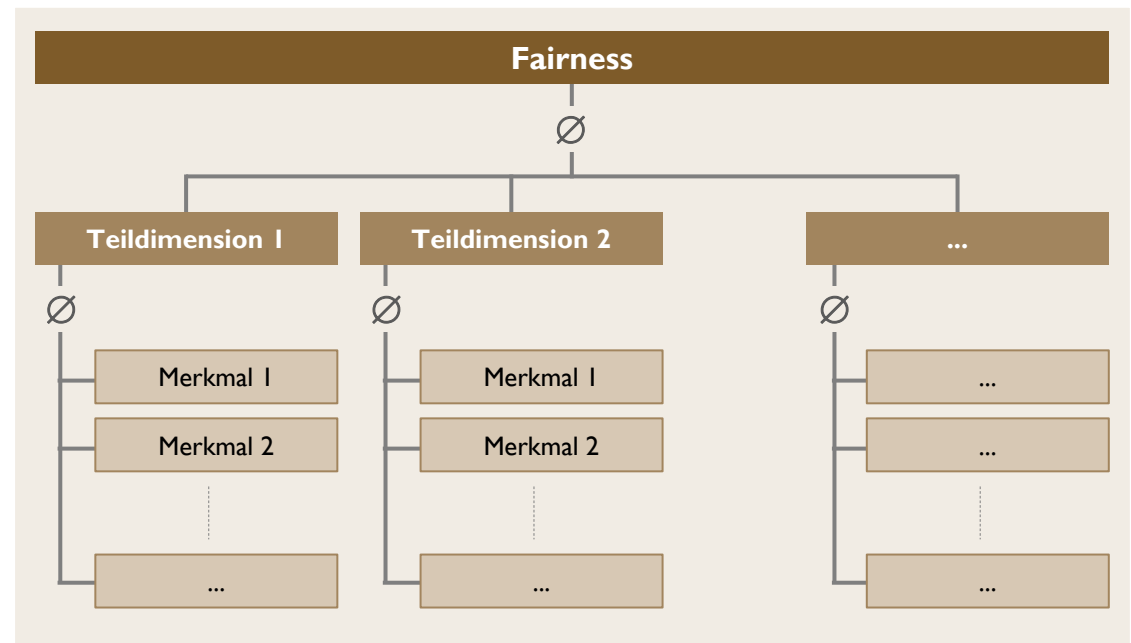 Fairness
∅
Teildimension 1
Teildimension 2
...
∅
∅
∅
Merkmal 1
Merkmal 1
...
Merkmal 2
Merkmal 2
...
...
...
...